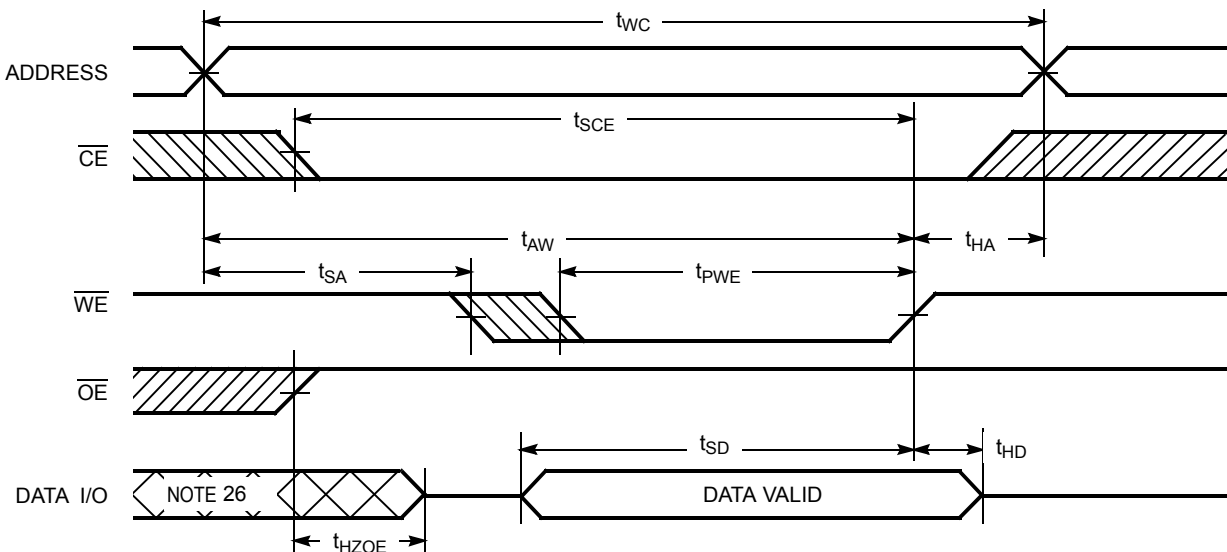 tWC
ADDRESS
tSCE
CE
tAW
tHA
tSA
tPWE
WE
OE
tSD
tHD
DATA I/O
NOTE 26
DATA VALID
tHZOE